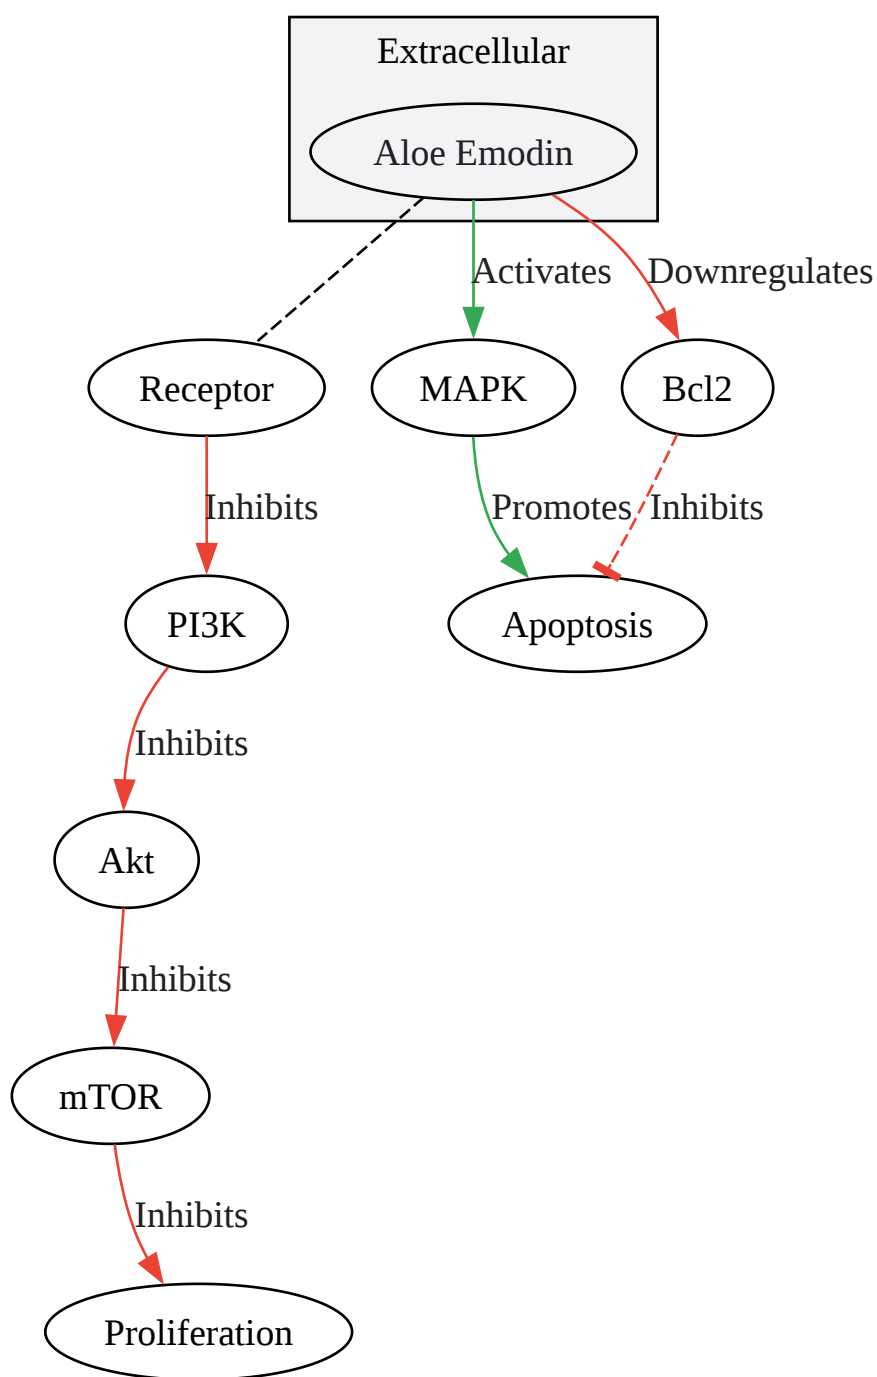 Extracellular
Aloe Emodin
Activates
Downregulates
Receptor
MAPK
Bcl2
Inhibits
Promotes
Inhibits
PI3K
Apoptosis
Inhibits
Akt
Inhibits
mTOR
Inhibits
Proliferation